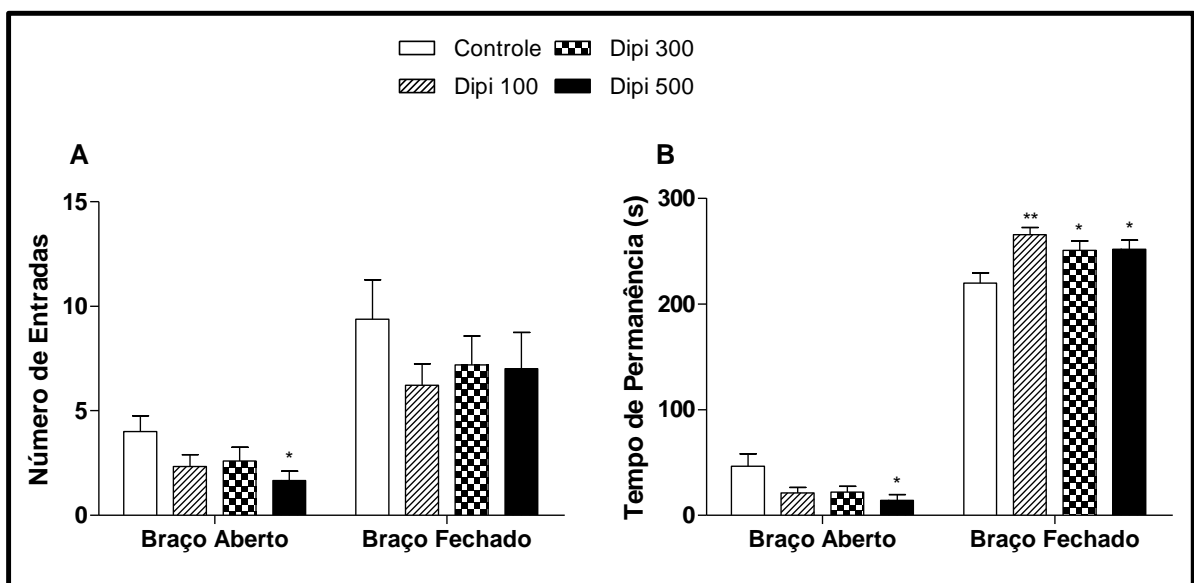 Controle
Dipi 300
Dipi 100
Dipi 500
A
Número de Entradas
15
10
5
0
*
Braço Aberto
Braço Fechado
B
Tempo de Permanência (s)
300
200
100
0
*
**
*
*
Braço Aberto
Braço Fechado